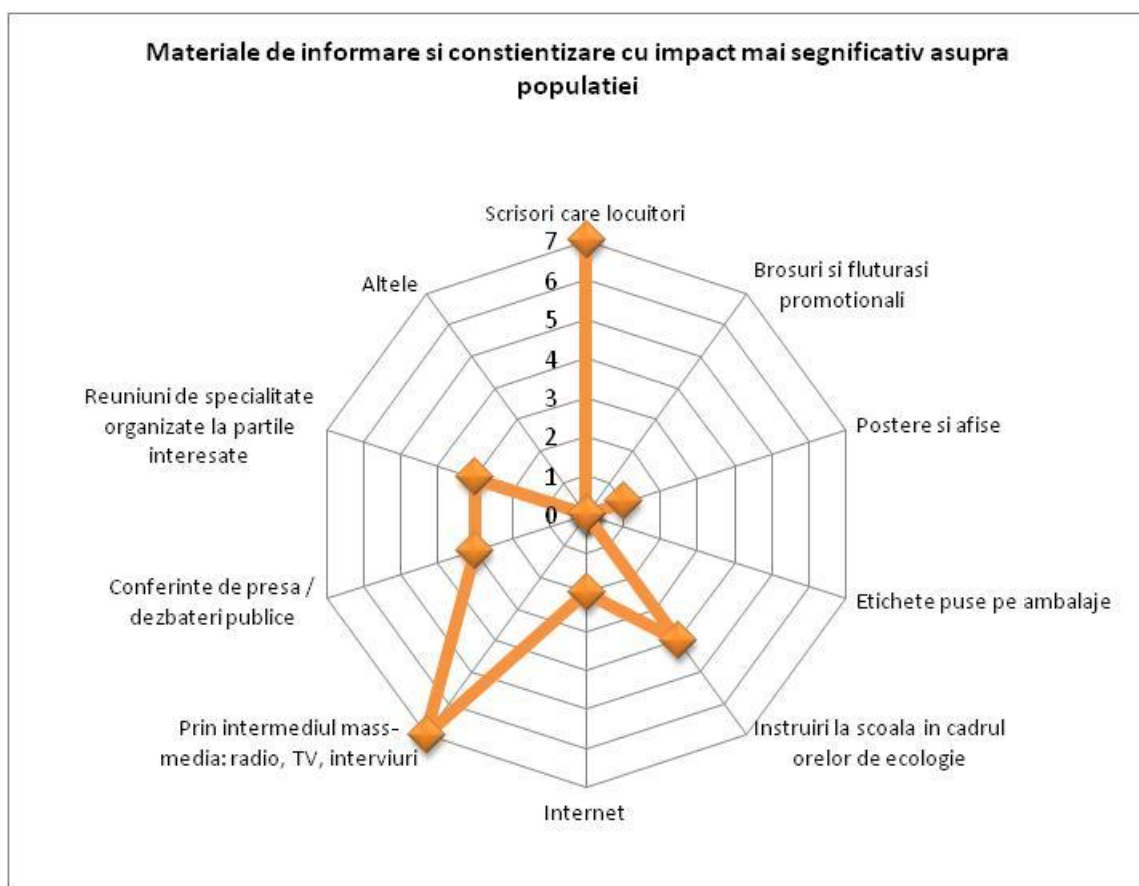 Materiale de informare si constientizare cu impact mai segnificativ asupra
populatiei
Scrisori care locuitori
7
6
5
4
3
2
1
0
Brosuri si fluturasi
promotionali
Postere si afise
Etichete puse pe ambalaje
Instruiri la scoala in cadrul
orelor de ecologie
Internet
Prin intermediul mass-
media: radio, TV, interviuri
Conferinte de presa /
dezbateri publice
Reuniuni de specialitate
organizate la partile
interesate
Altele